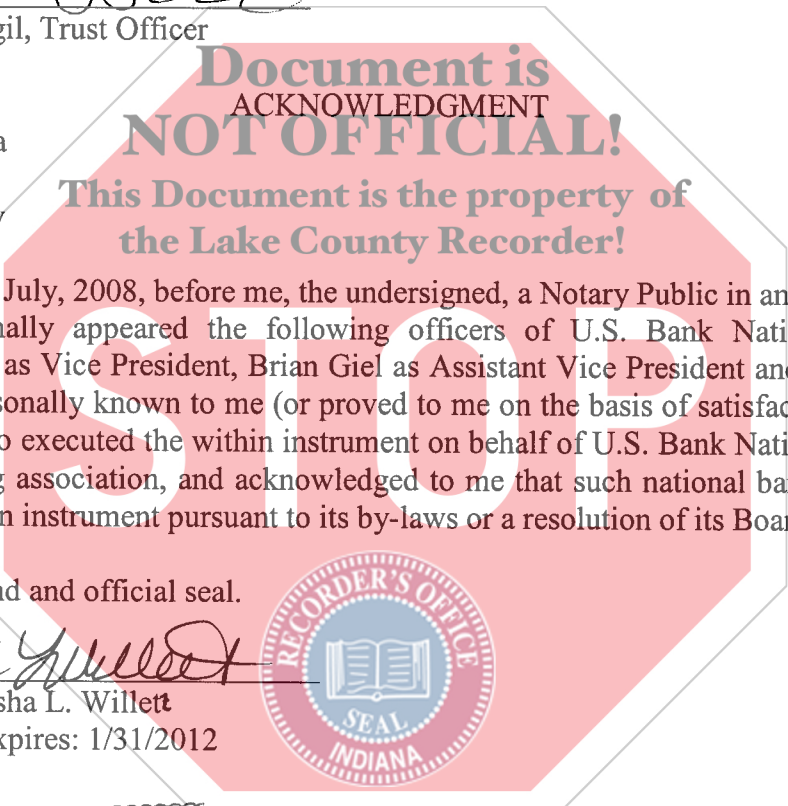 gil, Trust Officer
Document is
ACKNOWLEDGMENT
NOT OFFICIAL!
a
This Document is the property of
y
the Lake County Recorder!
July, 2008, before me, the undersigned, a Notary Public in an
nally appeared the following officers of U.S. Bank Nati
as Vice President, Brian Giel as Assistant Vice President and
sonally known to me (or proved to me on the basis of satisfac
o executed the within instrument on behalf of U.S. Bank Nati
g association, and acknowledged to me that such national ba
n instrument pursuant to its by-laws or a resolution of its Boar
STOP
nd and official seal.
RECORDER'S OFFICE
SEAL
INDIANA
sha L. Willett
xpires: 1/31/2012